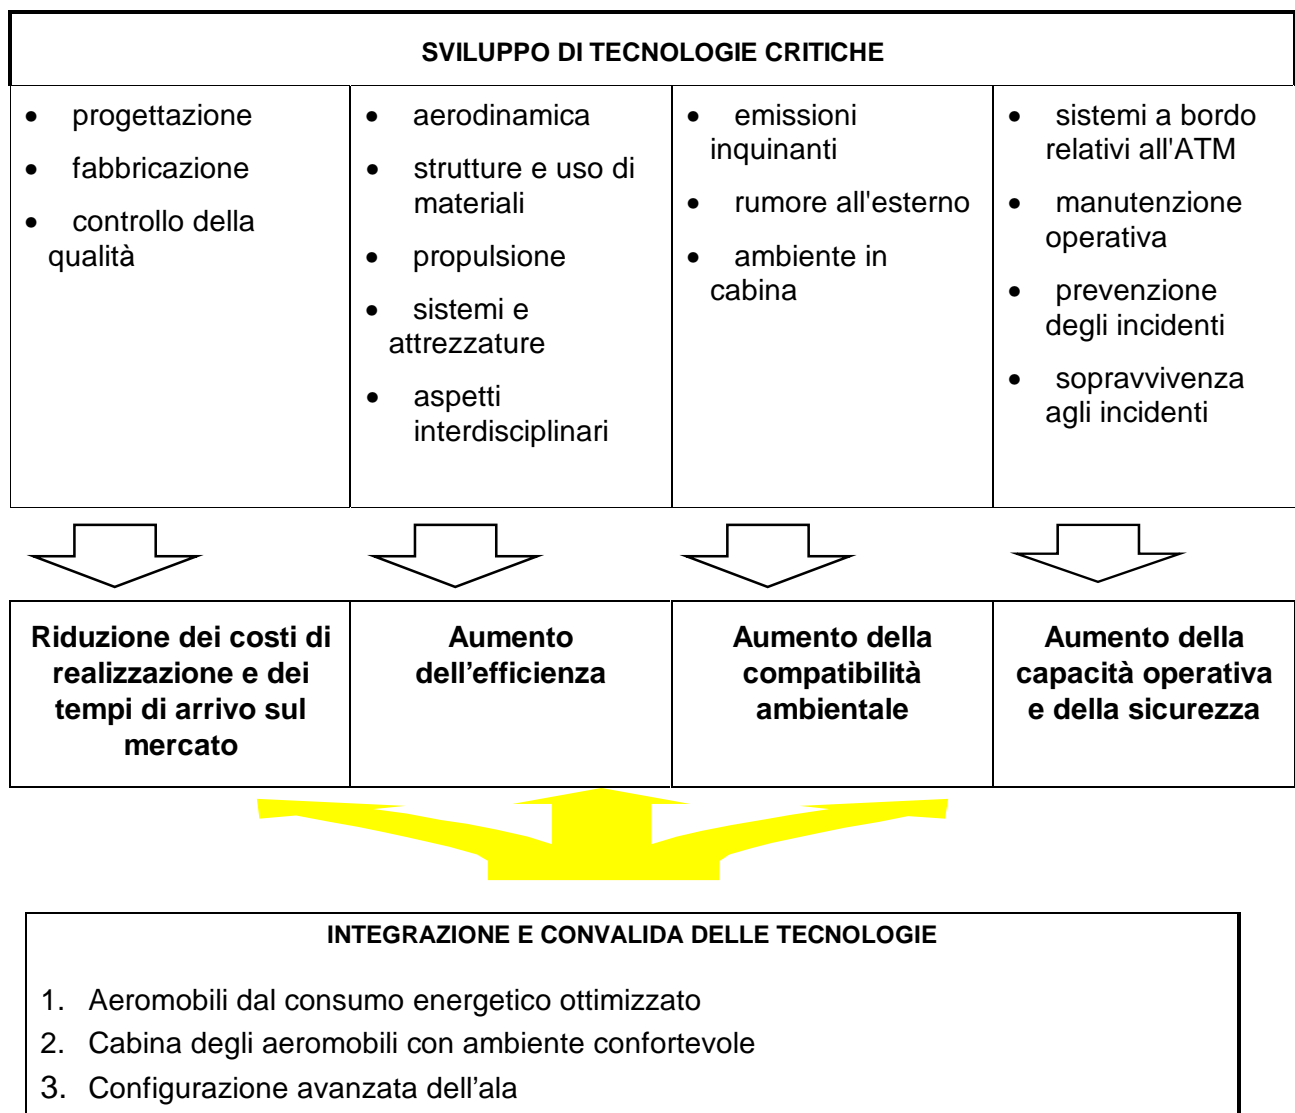 SVILUPPO DI TECNOLOGIE CRITICHE
• progettazione
• fabbricazione
• controllo della
qualità
• aerodinamica
• strutture e uso di
materiali
• propulsione
• sistemi e
attrezzature
• aspetti
interdisciplinari
• emissioni
inquinanti
• rumore all'esterno
• ambiente in
cabina
• sistemi a bordo
relativi all'ATM
• manutenzione
operativa
• prevenzione
degli incidenti
• sopravvivenza
agli incidenti
Riduzione dei costi di
realizzazione e dei
tempi di arrivo sul
mercato
Aumento
dell’efficienza
Aumento della
compatibilità
ambientale
Aumento della
capacità operativa
e della sicurezza
INTEGRAZIONE E CONVALIDA DELLE TECNOLOGIE
1. Aeromobili dal consumo energetico ottimizzato
2. Cabina degli aeromobili con ambiente confortevole
3. Configurazione avanzata dell’ala